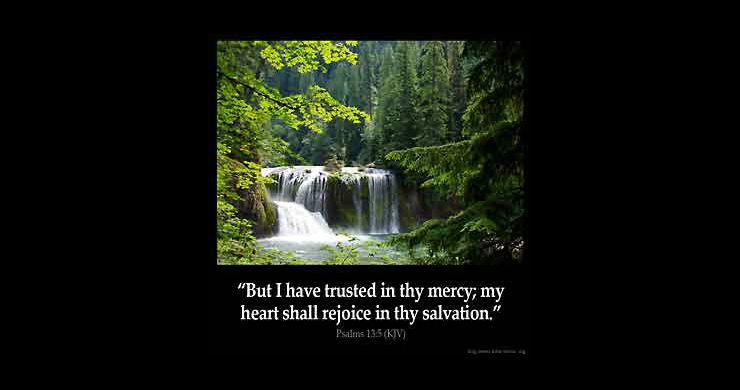 “But I have trusted in thy mercy; my
heart shall rejoice in thy salvation.”
Psalms 13:5 (KJV)